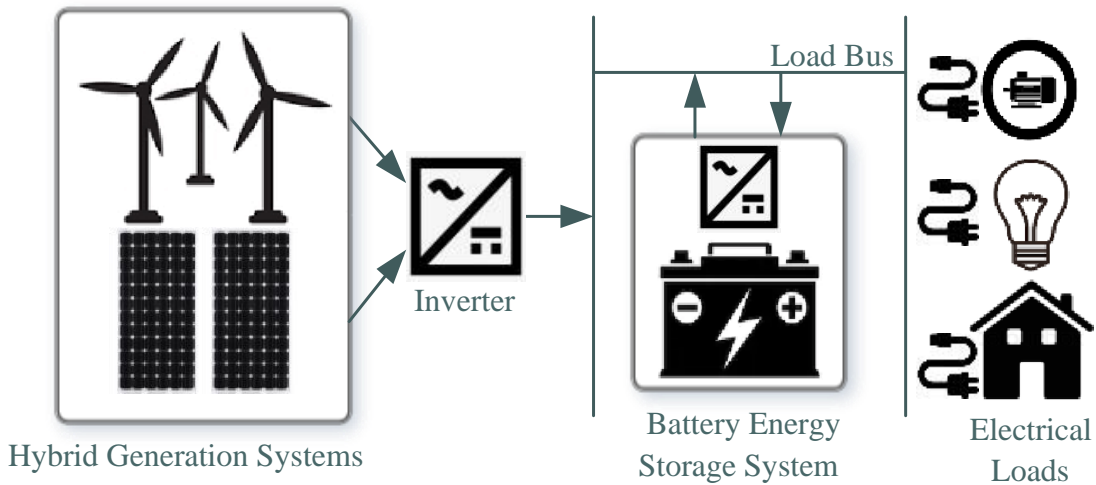 Load Bus
Inverter
Hybrid Generation Systems
Battery Energy
Storage System
Electrical
Loads